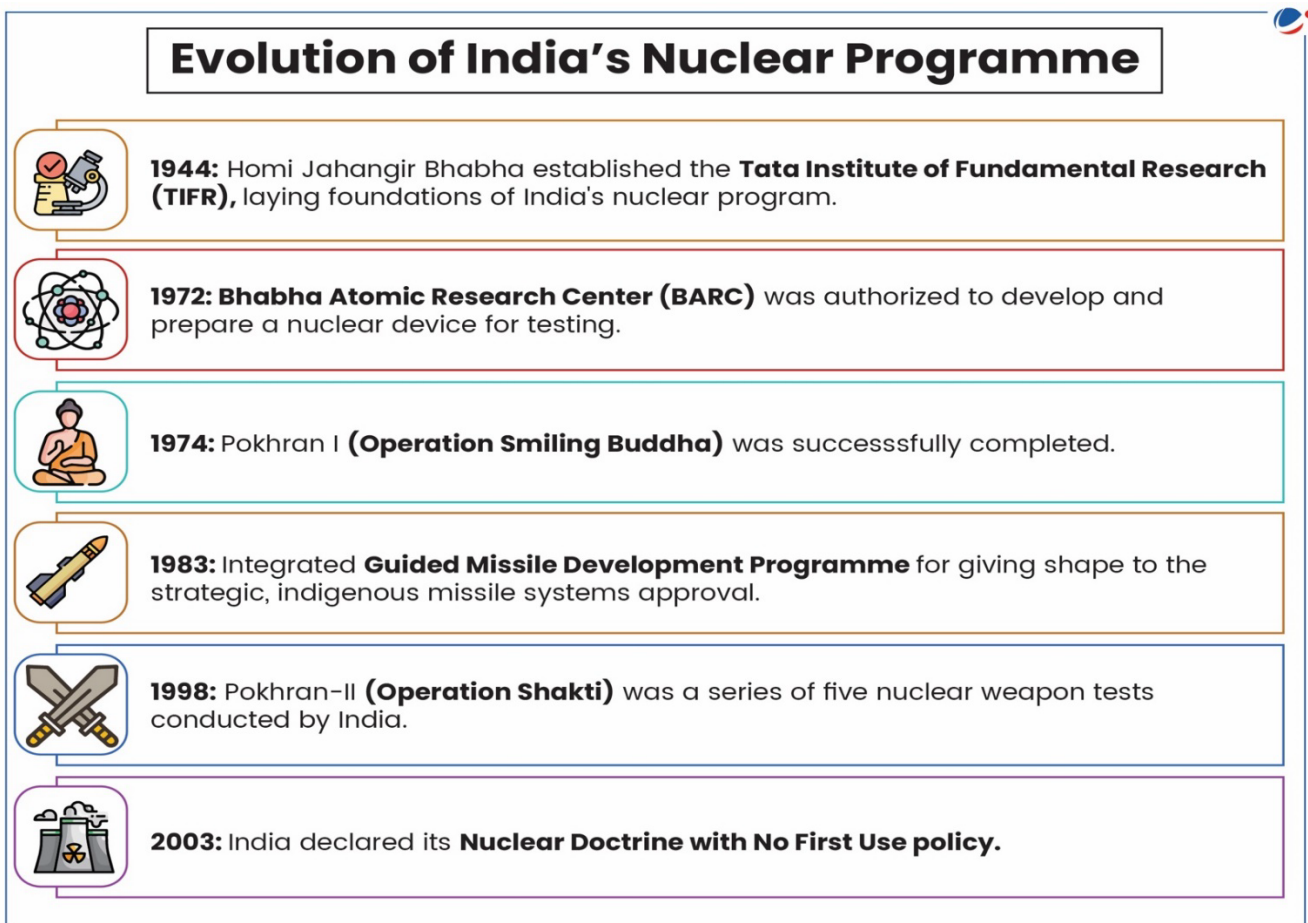 Evolution of India’s Nuclear Programme
1944: Homi Jahangir Bhabha established the Tata Institute of Fundamental Research
(TIFR), laying foundations of India's nuclear program.
1972: Bhabha Atomic Research Center (BARC) was authorized to develop and
prepare a nuclear device for testing.
1974: Pokhran I (Operation Smiling Buddha) was successsfully completed.
1983: Integrated Guided Missile Development Programme for giving shape to the
strategic, indigenous missile systems approval.
1998: Pokhran-II (Operation Shakti) was a series of five nuclear weapon tests
conducted by India.
2003: India declared its Nuclear Doctrine with No First Use policy.